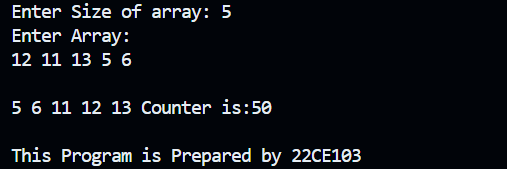 Enter Size of array: 5
Enter Array:
12 11 13 5 6
5 6 11 12 13 Counter is:50
This Program is Prepared by 22CE103